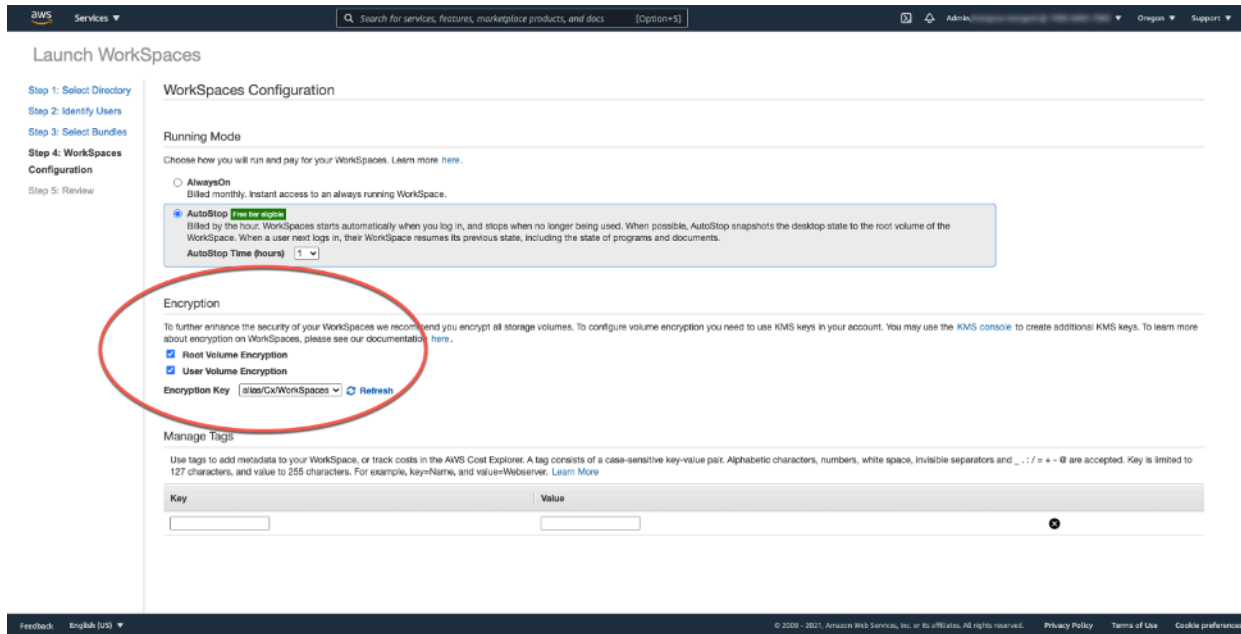 aws Services ▼ Search for services, features, marketplace products, and docs [Option+S] Admin ▼ Oregon ▼ Support ▼
Launch WorkSpaces
Step 1: Select Directory
Step 2: Identify Users
Step 3: Select Bundles
Step 4: WorkSpaces
Configuration
Step 5: Review
WorkSpaces Configuration
Running Mode
Choose how you will run and pay for your WorkSpaces. Learn more here.
AlwaysOn
Billed monthly. Instant access to an always running WorkSpace.
AutoStop Free tier eligible
Billed by the hour. WorkSpaces starts automatically when you log in, and stops when no longer being used. When possible, AutoStop snapshots the desktop state to the root volume of the
WorkSpace. When a user next logs in, their WorkSpace resumes its previous state, including the state of programs and documents.
AutoStop Time (hours) 1
Encryption
To further enhance the security of your WorkSpaces we recommend you encrypt all storage volumes. To configure volume encryption you need to use KMS keys in your account. You may use the KMS console to create additional KMS keys. To learn more
about encryption on WorkSpaces, please see our documentation here.
Root Volume Encryption
User Volume Encryption
Encryption Key alias/Cx/WorkSpaces Refresh
Manage Tags
Use tags to add metadata to your WorkSpace, or track costs in the AWS Cost Explorer. A tag consists of a case-sensitive key-value pair. Alphabetic characters, numbers, white space, invisible separators and _ . : / = + - @ are accepted. Key is limited to
127 characters, and value to 255 characters. For example, key=Name, and value=Webserver. Learn More
Key Value
Feedback English (US) ▼ © 2008 - 2021, Amazon Web Services, Inc. or its affiliates. All rights reserved. Privacy Policy Terms of Use Cookie preferences